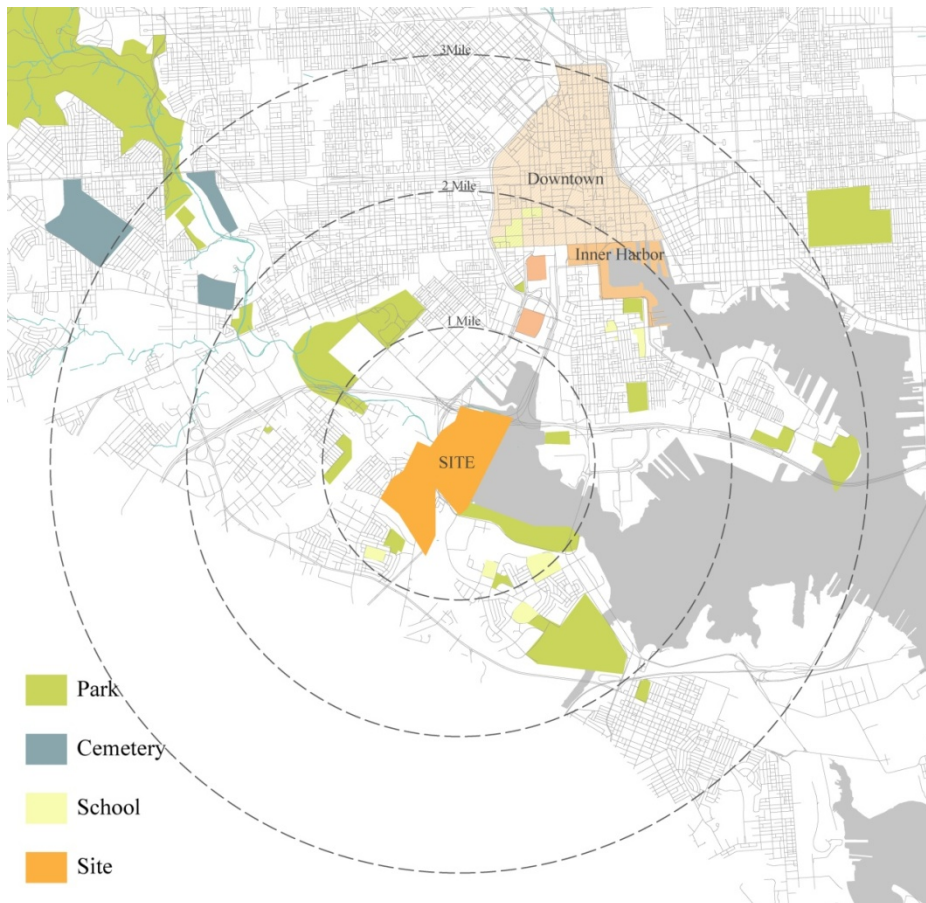 3Mile
Downtown
2 Mile
Inner Harbor
1 Mile
SITE
Park
Cemetery
School
Site